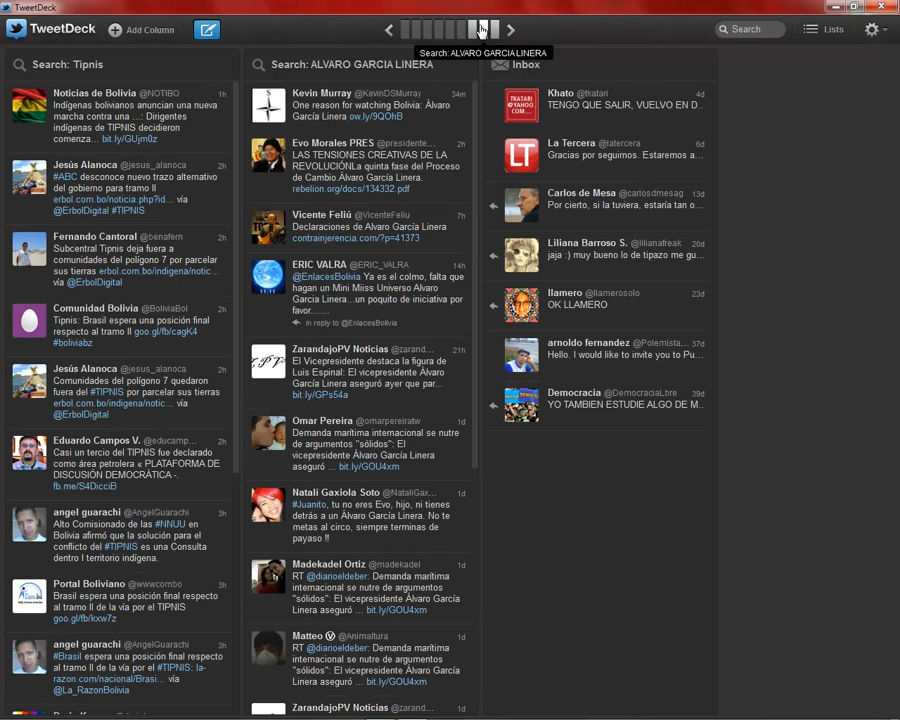 TweetDeck
TweetDeck
Add Column
Search
Lists
Search: ALVARO GARCIA LINERA
Search: Tipnis
Noticias de Bolivia @NOTIBO 1h
Indígenas bolivianos anuncian una nueva
marcha contra una ...: Dirigentes
indígenas de TIPNIS decidieron
comenza... bit.ly/GUjm0z
Jesús Alanoca @jesus_alanoca 2h
#ABC desconoce nuevo trazo alternativo
del gobierno para tramo II
erbol.com.bo/noticia.php?id... vía
@ErbolDigital #TIPNIS
Fernando Cantoral @benafern 2h
Subcentral Tipnis deja fuera a
comunidades del polígono 7 por parcelar
sus tierras erbol.com.bo/indigena/notic...
vía @ErbolDigital
Comunidad Bolivia @BoliviaBol 2h
Tipnis: Brasil espera una posición final
respecto al tramo II goo.gl/fb/cagK4
#boliviabz
Jesús Alanoca @jesus_alanoca 2h
Comunidades del polígono 7 quedaron
fuera del #TIPNIS por parcelar sus tierras
erbol.com.bo/indigena/notic... vía
@ErbolDigital
Eduardo Campos V. @educamp... 2h
Casi un tercio del TIPNIS fue declarado
como área petrolera « PLATAFORMA DE
DISCUSIÓN DEMOCRÀTICA -.
fb.me/S4DicciB
angel guarachi @AngelGuarachi 3h
Alto Comisionado de las #NNUU en
Bolivia afirmó que la solución para el
conflicto del #TIPNIS es una Consulta
dentro l territorio indígena.
Portal Boliviano @wwwcombo 3h
Brasil espera una posición final respecto
al tramo II de la vía por el TIPNIS
goo.gl/fb/kxw7z
angel guarachi @AngelGuarachi 3h
#Brasil espera una posición final respecto
al tramo II de la vía por el #TIPNIS: la-
razon.com/nacional/Brasi... vía
@La_RazonBolivia
Search: ALVARO GARCIA LINERA
Kevin Murray @KevinDSMurray 34m
One reason for watching Bolivia: Álvaro
García Linera ow.ly/9QOhB
Evo Morales PRES @presidente... 2h
LAS TENSIONES CREATIVAS DE LA
REVOLUCIÓNLa quinta fase del Proceso
de Cambio Álvaro García Linera.
rebelion.org/docs/134332.pdf
Vicente Feliú @VicenteFeliu 7h
Declaraciones de Alvaro García Linera
contrainjerencia.com/?p=41373
ERIC VALRA @ERIC_VALRA 14h
@EnlacesBolivia Ya es el colmo, falta que
hagan un Mini Miss Universo Alvaro
Garcia Linera...un poquito de iniciativa por
favor.......
in reply to @EnlacesBolivia
ZarandajoPV Noticias @zarand... 21h
El Vicepresidente destaca la figura de
Luis Espinal: El Vicepresidente Álvaro
García Linera aseguró ayer que par...
bit.ly/GPs54a
Omar Pereira @omarpereiratw 1d
Demanda marítima internacional se nutre
de argumentos "sólidos": El
vicepresidente Álvaro García Linera
aseguró ... bit.ly/GOU4xm
Natalí Gaxiola Soto @NataliGax... 1d
#Juanito, tu no eres Evo, hijo, ni tienes
detrás a un Álvaro García Linera. No te
metas al circo, siempre terminas de
payaso !!
Madekadel Ortiz @madekadel 1d
RT @diarioeldeber: Demanda marítima
internacional se nutre de argumentos
"sólidos": El vicepresidente Álvaro García
Linera aseguró ... bit.ly/GOU4xm
Matteo Ⓥ @Animaltura 1d
RT @diarioeldeber: Demanda marítima
internacional se nutre de argumentos
"sólidos": El vicepresidente Álvaro García
Linera aseguró ... bit.ly/GOU4xm
ZarandajoPV Noticias @zarand... 1d
Inbox
Khato @tkatari 4d
TENGO QUE SALIR, VUELVO EN D...
La Tercera @latercera 6d
Gracias por seguirnos. Estaremos a...
Carlos de Mesa @carlosdmesag 13d
Por cierto, si la tuviera, estaría tan o...
Liliana Barroso S. @lilianafreak 20d
jaja :) muy bueno lo de tipazo me gu...
llamero @llamerosolo 23d
OK LLAMERO
arnoldo fernandez @Polemista... 37d
Hello. I would like to invite you to Pu...
Democracia @DemocraciaLbre 39d
YO TAMBIEN ESTUDIE ALGO DE M...
TKATARI
@YAHOO.
COM...
LT